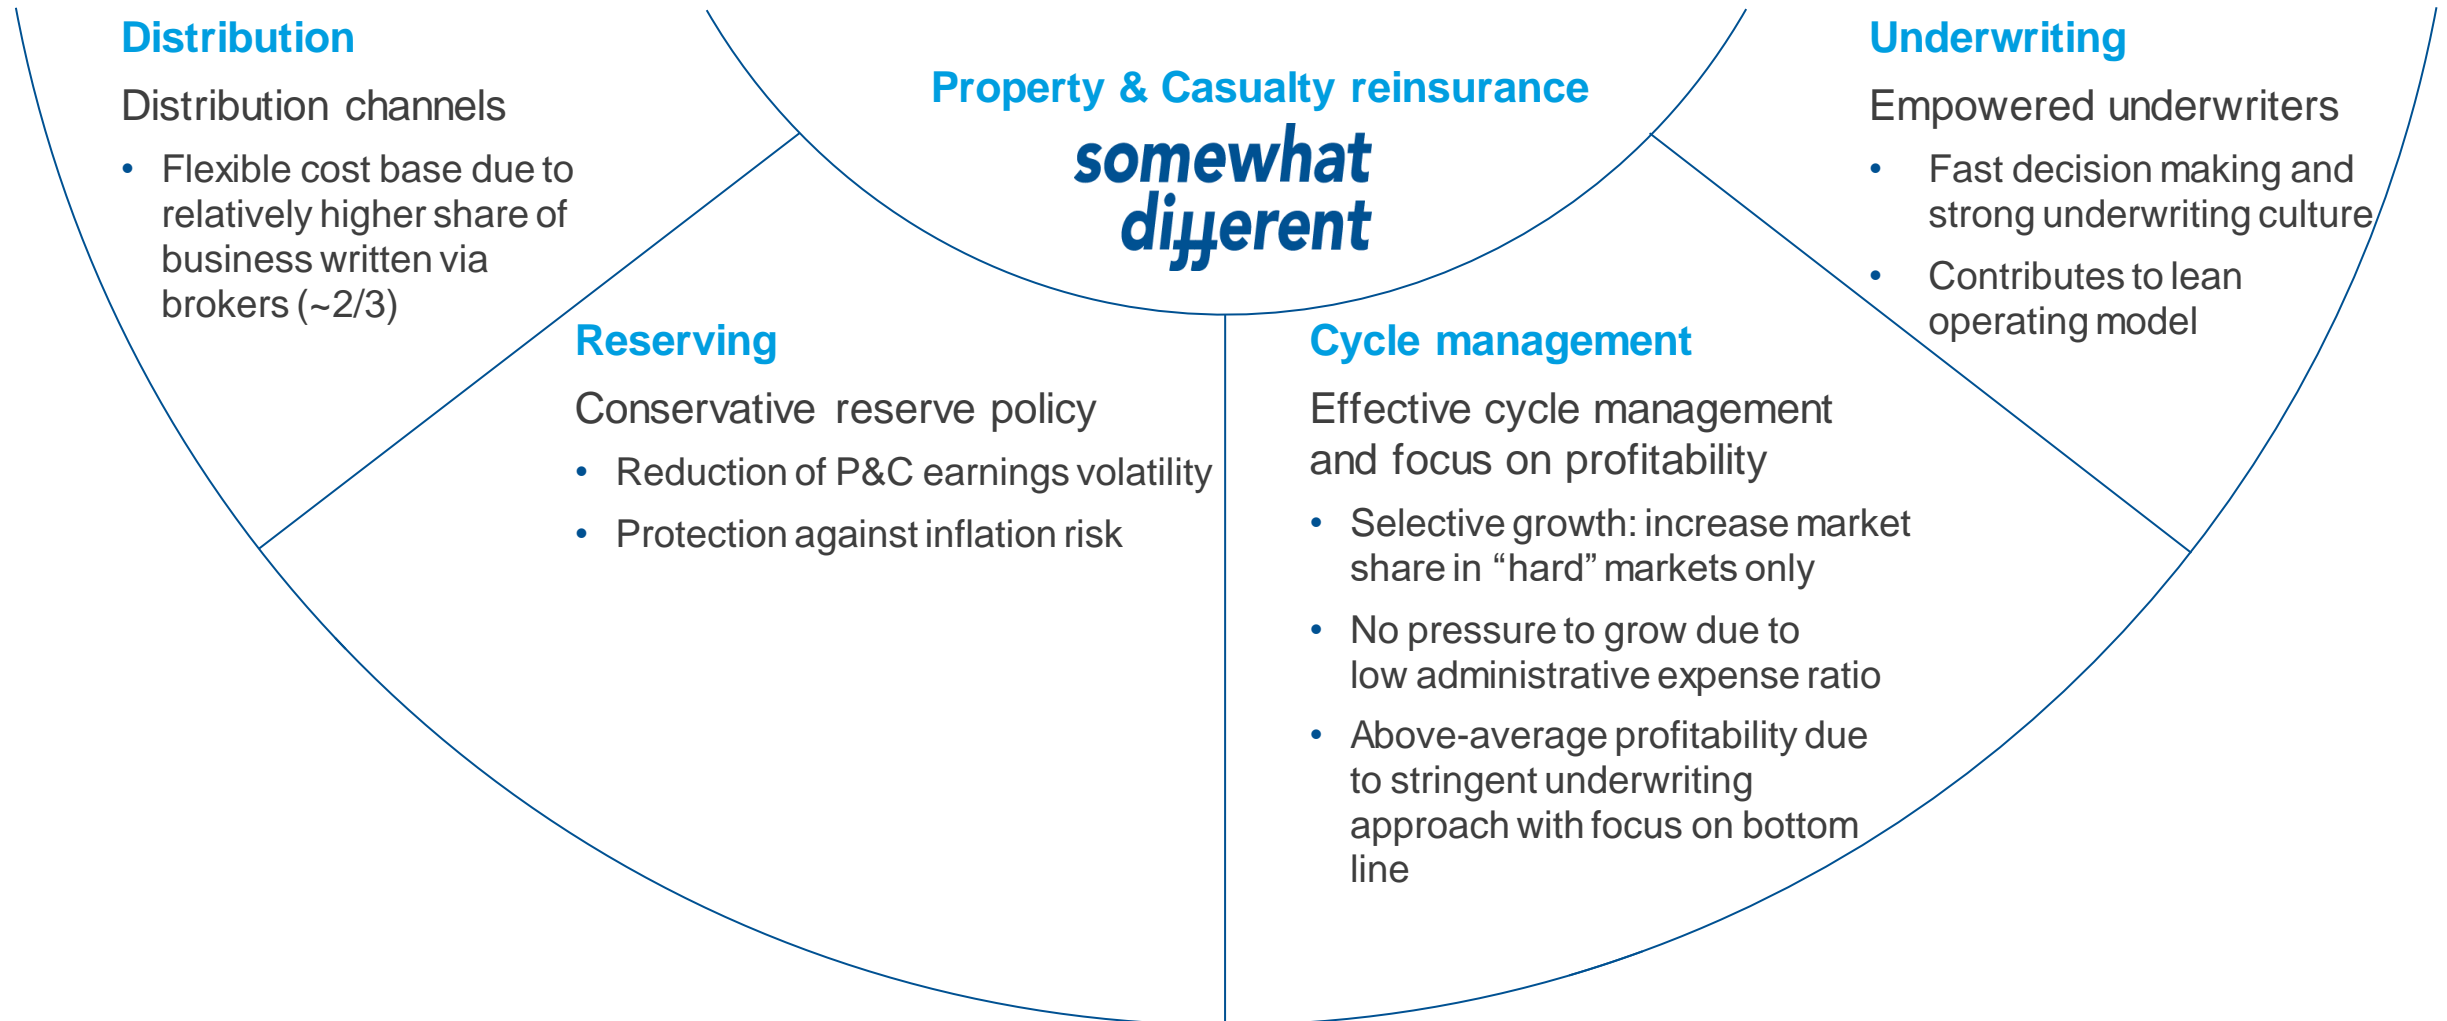 Distribution
Distribution channels
• Flexible cost base due to
relatively higher share of
business written via
brokers (~2/3)
Property & Casualty reinsurance
somewhat
different
Underwriting
Empowered underwriters
• Fast decision making and
strong underwriting culture
• Contributes to lean
operating model
Reserving
Conservative reserve policy
• Reduction of P&C earnings volatility
• Protection against inflation risk
Cycle management
Effective cycle management
and focus on profitability
• Selective growth: increase market
share in “hard” markets only
• No pressure to grow due to
low administrative expense ratio
• Above-average profitability due
to stringent underwriting
approach with focus on bottom
line